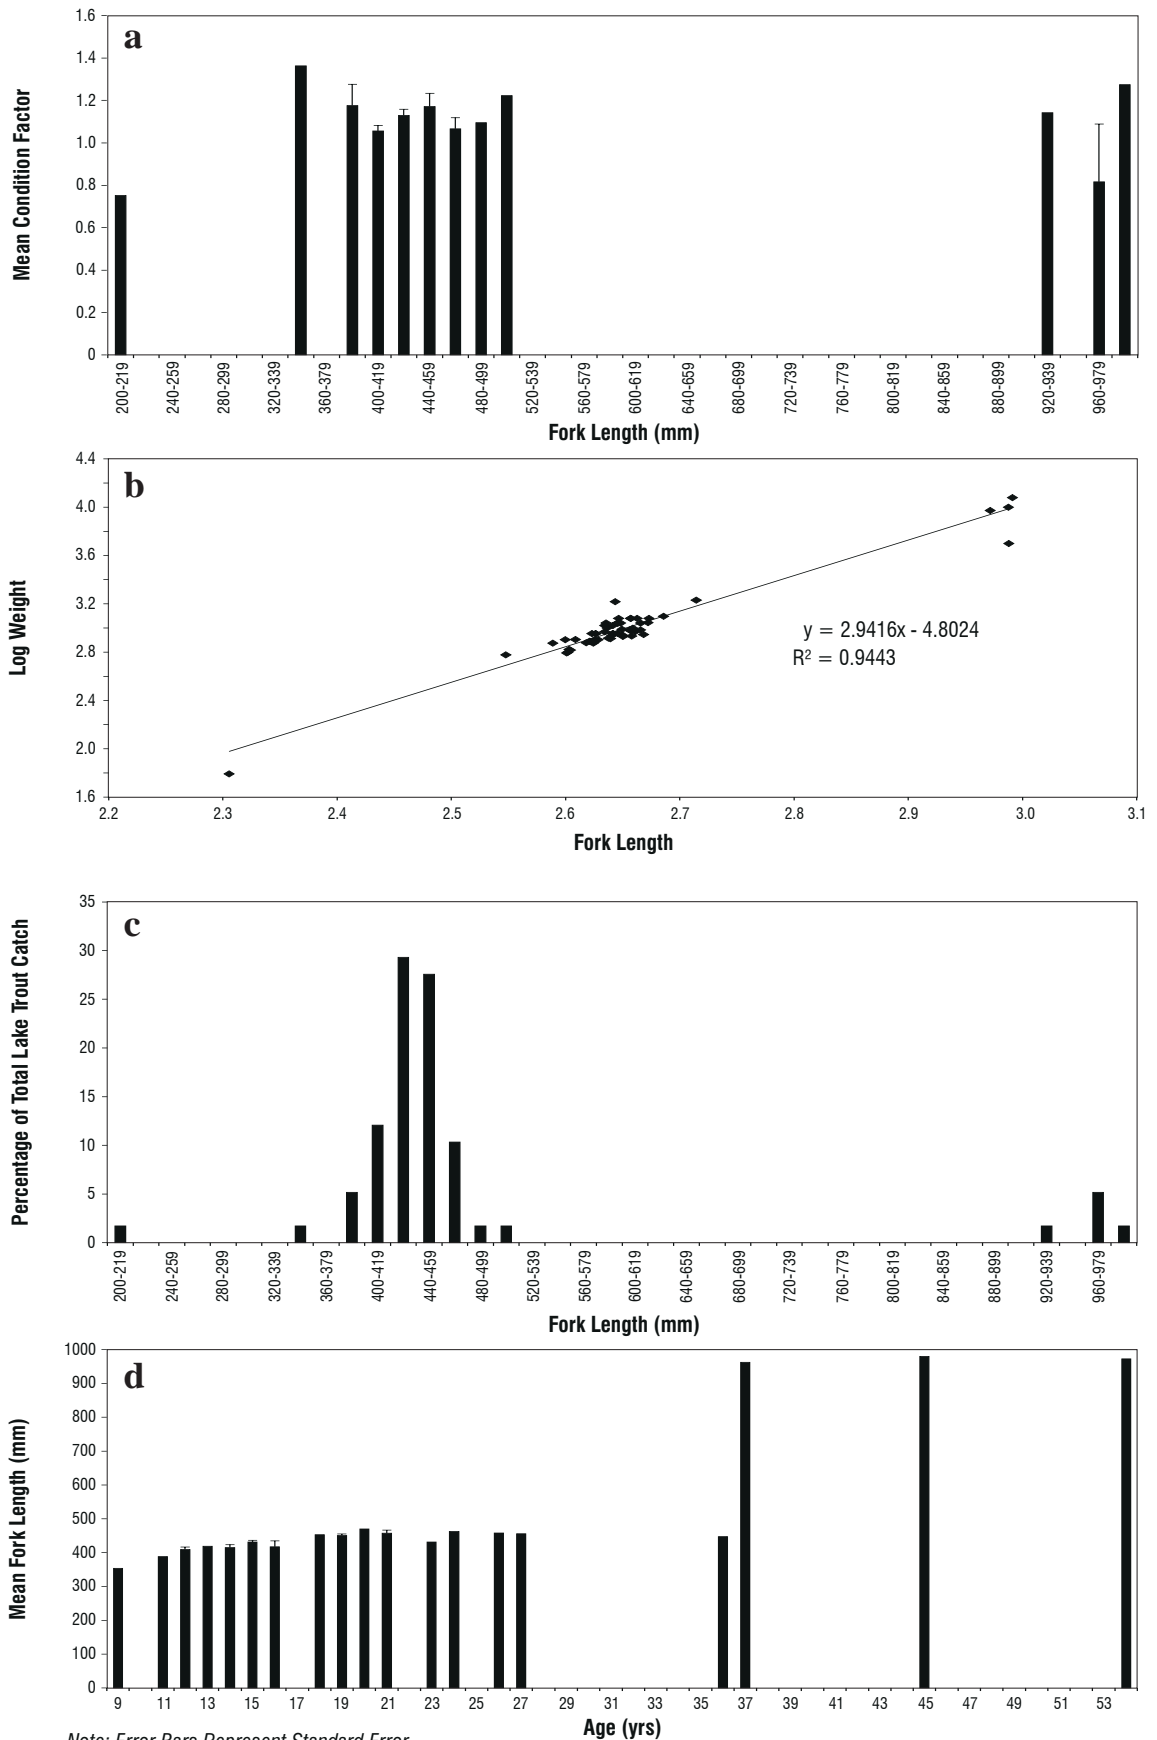 a
Mean Condition Factor
1.6
1.4
1.2
1.0
0.8
0.6
0.4
0.2
0
200-219 240-259 280-299 320-339 360-379 400-419 440-459 480-499 520-539 560-579 600-619 640-659 680-699 720-739 760-779 800-819 840-859 880-899 920-939 960-979
Fork Length (mm)
b
Log Weight
4.4
4.0
3.6
3.2
2.8
2.4
2.0
1.6
y = 2.9416x - 4.8024
R² = 0.9443
2.2 2.3 2.4 2.5 2.6 2.7 2.8 2.9 3.0 3.1
Fork Length
c
Percentage of Total Lake Trout Catch
35
30
25
20
15
10
5
0
200-219 240-259 280-299 320-339 360-379 400-419 440-459 480-499 520-539 560-579 600-619 640-659 680-699 720-739 760-779 800-819 840-859 880-899 920-939 960-979
Fork Length (mm)
d
Mean Fork Length (mm)
1000
900
800
700
600
500
400
300
200
100
0
9 11 13 15 17 19 21 23 25 27 29 31 33 35 37 39 41 43 45 47 49 51 53
Age (yrs)
Note: Error Bars Represent Standard Error